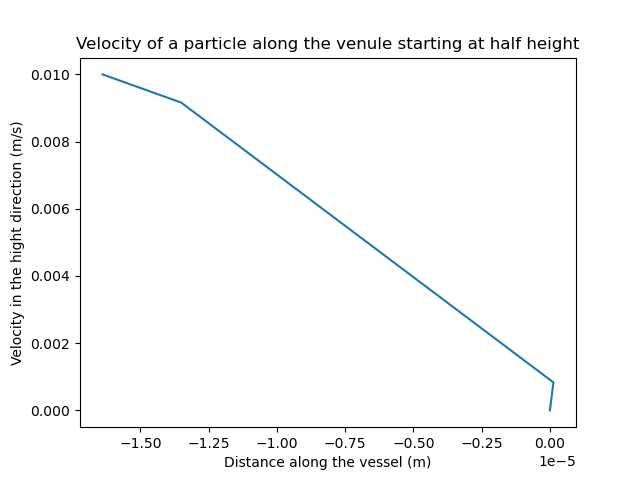 Velocity of a particle along the venule starting at half height
Velocity in the hight direction (m/s)
0.010
0.008
0.006
0.004
0.002
0.000
−1.50 −1.25 −1.00 −0.75 −0.50 −0.25 0.00
1e−5
Distance along the vessel (m)